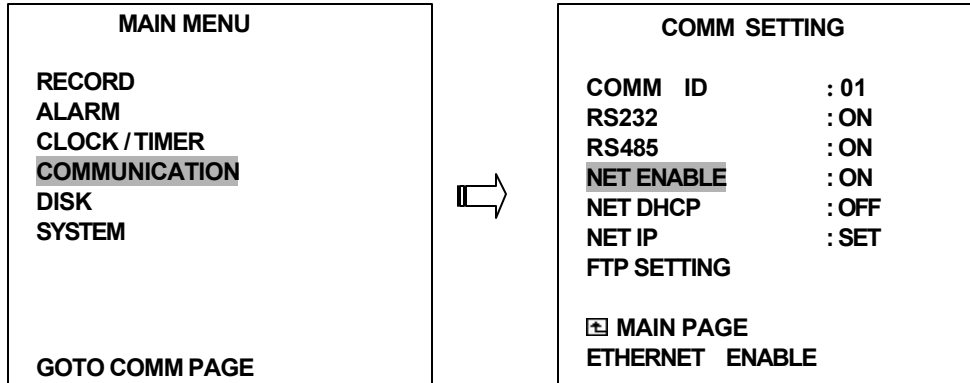 MAIN MENU
RECORD
ALARM
CLOCK / TIMER
COMMUNICATION
DISK
SYSTEM
GOTO COMM PAGE
COMM SETTING
COMM ID : 01
RS232 : ON
RS485 : ON
NET ENABLE : ON
NET DHCP : OFF
NET IP : SET
FTP SETTING
MAIN PAGE
ETHERNET ENABLE